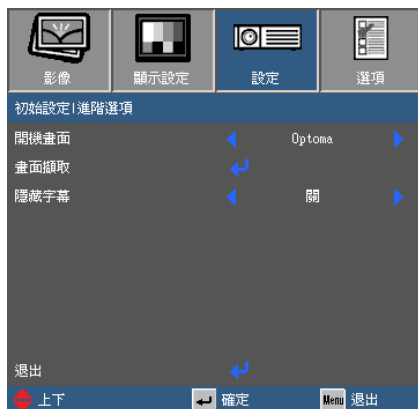 影像 顯示設定 設定 選項
初始設定|進階選項
開機畫面 Optoma
畫面擷取
隱藏字幕 關
退出
上下 確定 Menu 退出